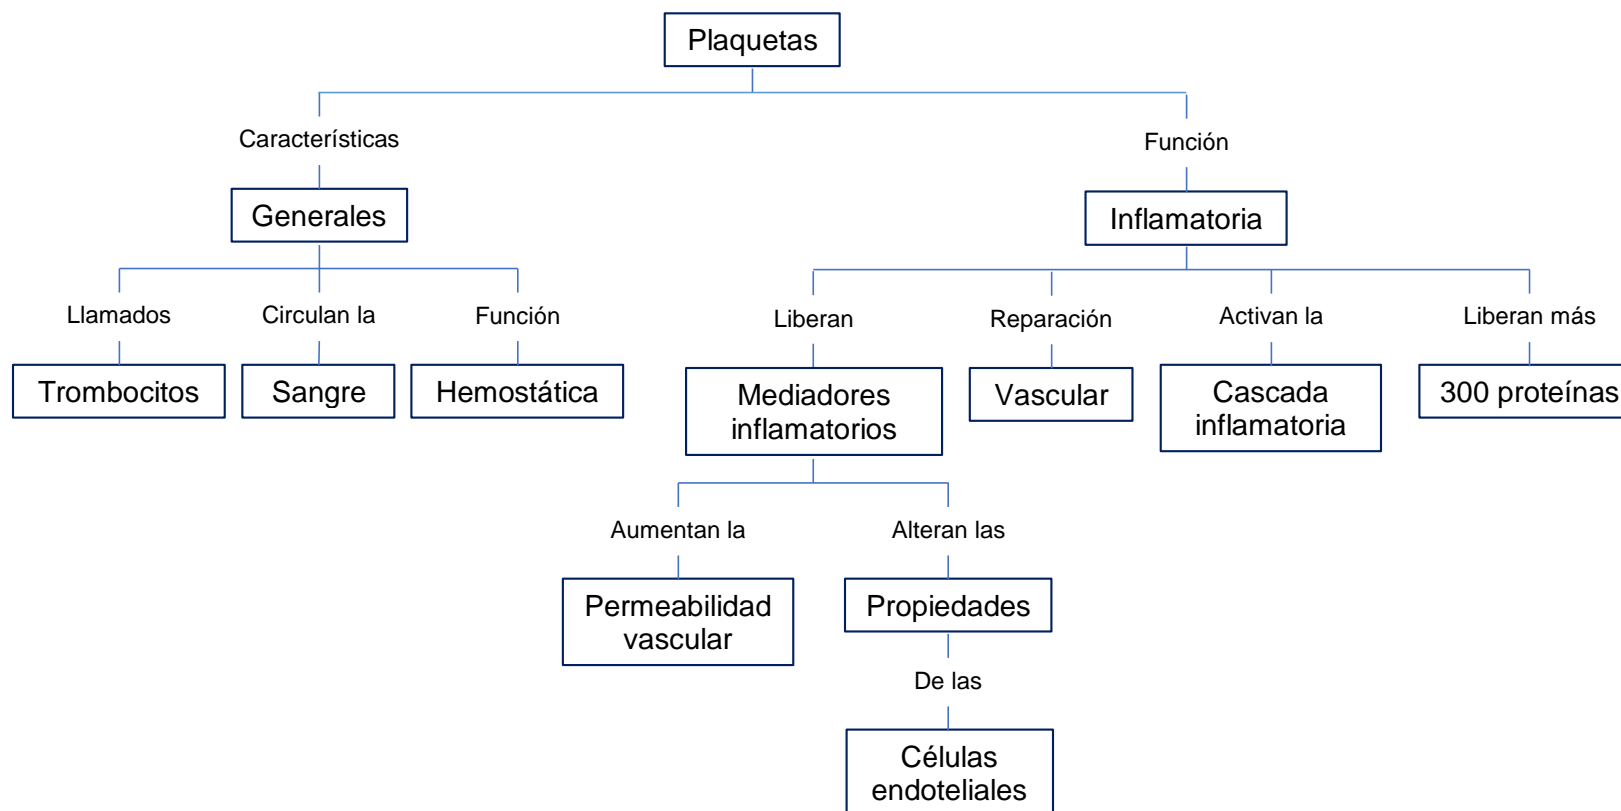 Plaquetas
Características
Función
Generales
Inflamatoria
Llamados
Circulan la
Función
Liberan
Reparación
Activan la
Liberan más
Trombocitos
Sangre
Hemostática
Mediadores
inflamatorios
Vascular
Cascada
inflamatoria
300 proteínas
Aumentan la
Alteran las
Permeabilidad
vascular
Propiedades
De las
Células
endoteliales